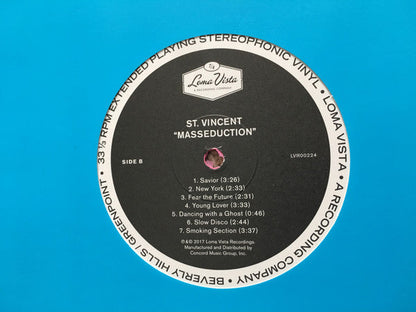 33 ⅓ RPM EXTENDED PLAYING STEREOPHONIC VINYL • LOMA VISTA • A RECORDING COMPANY • BEVERLY HILLS / GREENPOINT •
Loma Vista
A RECORDING COMPANY
ST. VINCENT
"MASSEDUCTION"
SIDE B
LVR00224
1. Savior (3:26)
2. New York (2:33)
3. Fear the Future (2:31)
4. Young Lover (3:33)
5. Dancing with a Ghost (0:46)
6. Slow Disco (2:44)
7. Smoking Section (3:37)
℗&© 2017 Loma Vista Recordings.
Manufactured and Distributed by
Concord Music Group, Inc.